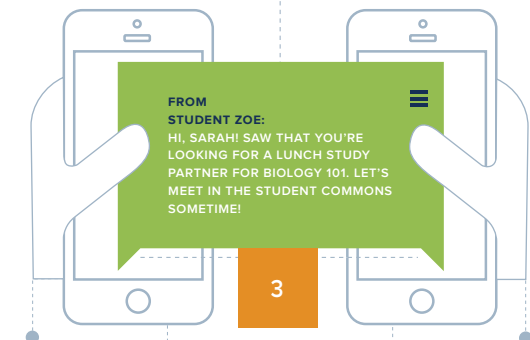 FROM
STUDENT ZOE:
HI, SARAH! SAW THAT YOU'RE
LOOKING FOR A LUNCH STUDY
PARTNER FOR BIOLOGY 101. LET'S
MEET IN THE STUDENT COMMONS
SOMETIME!
3